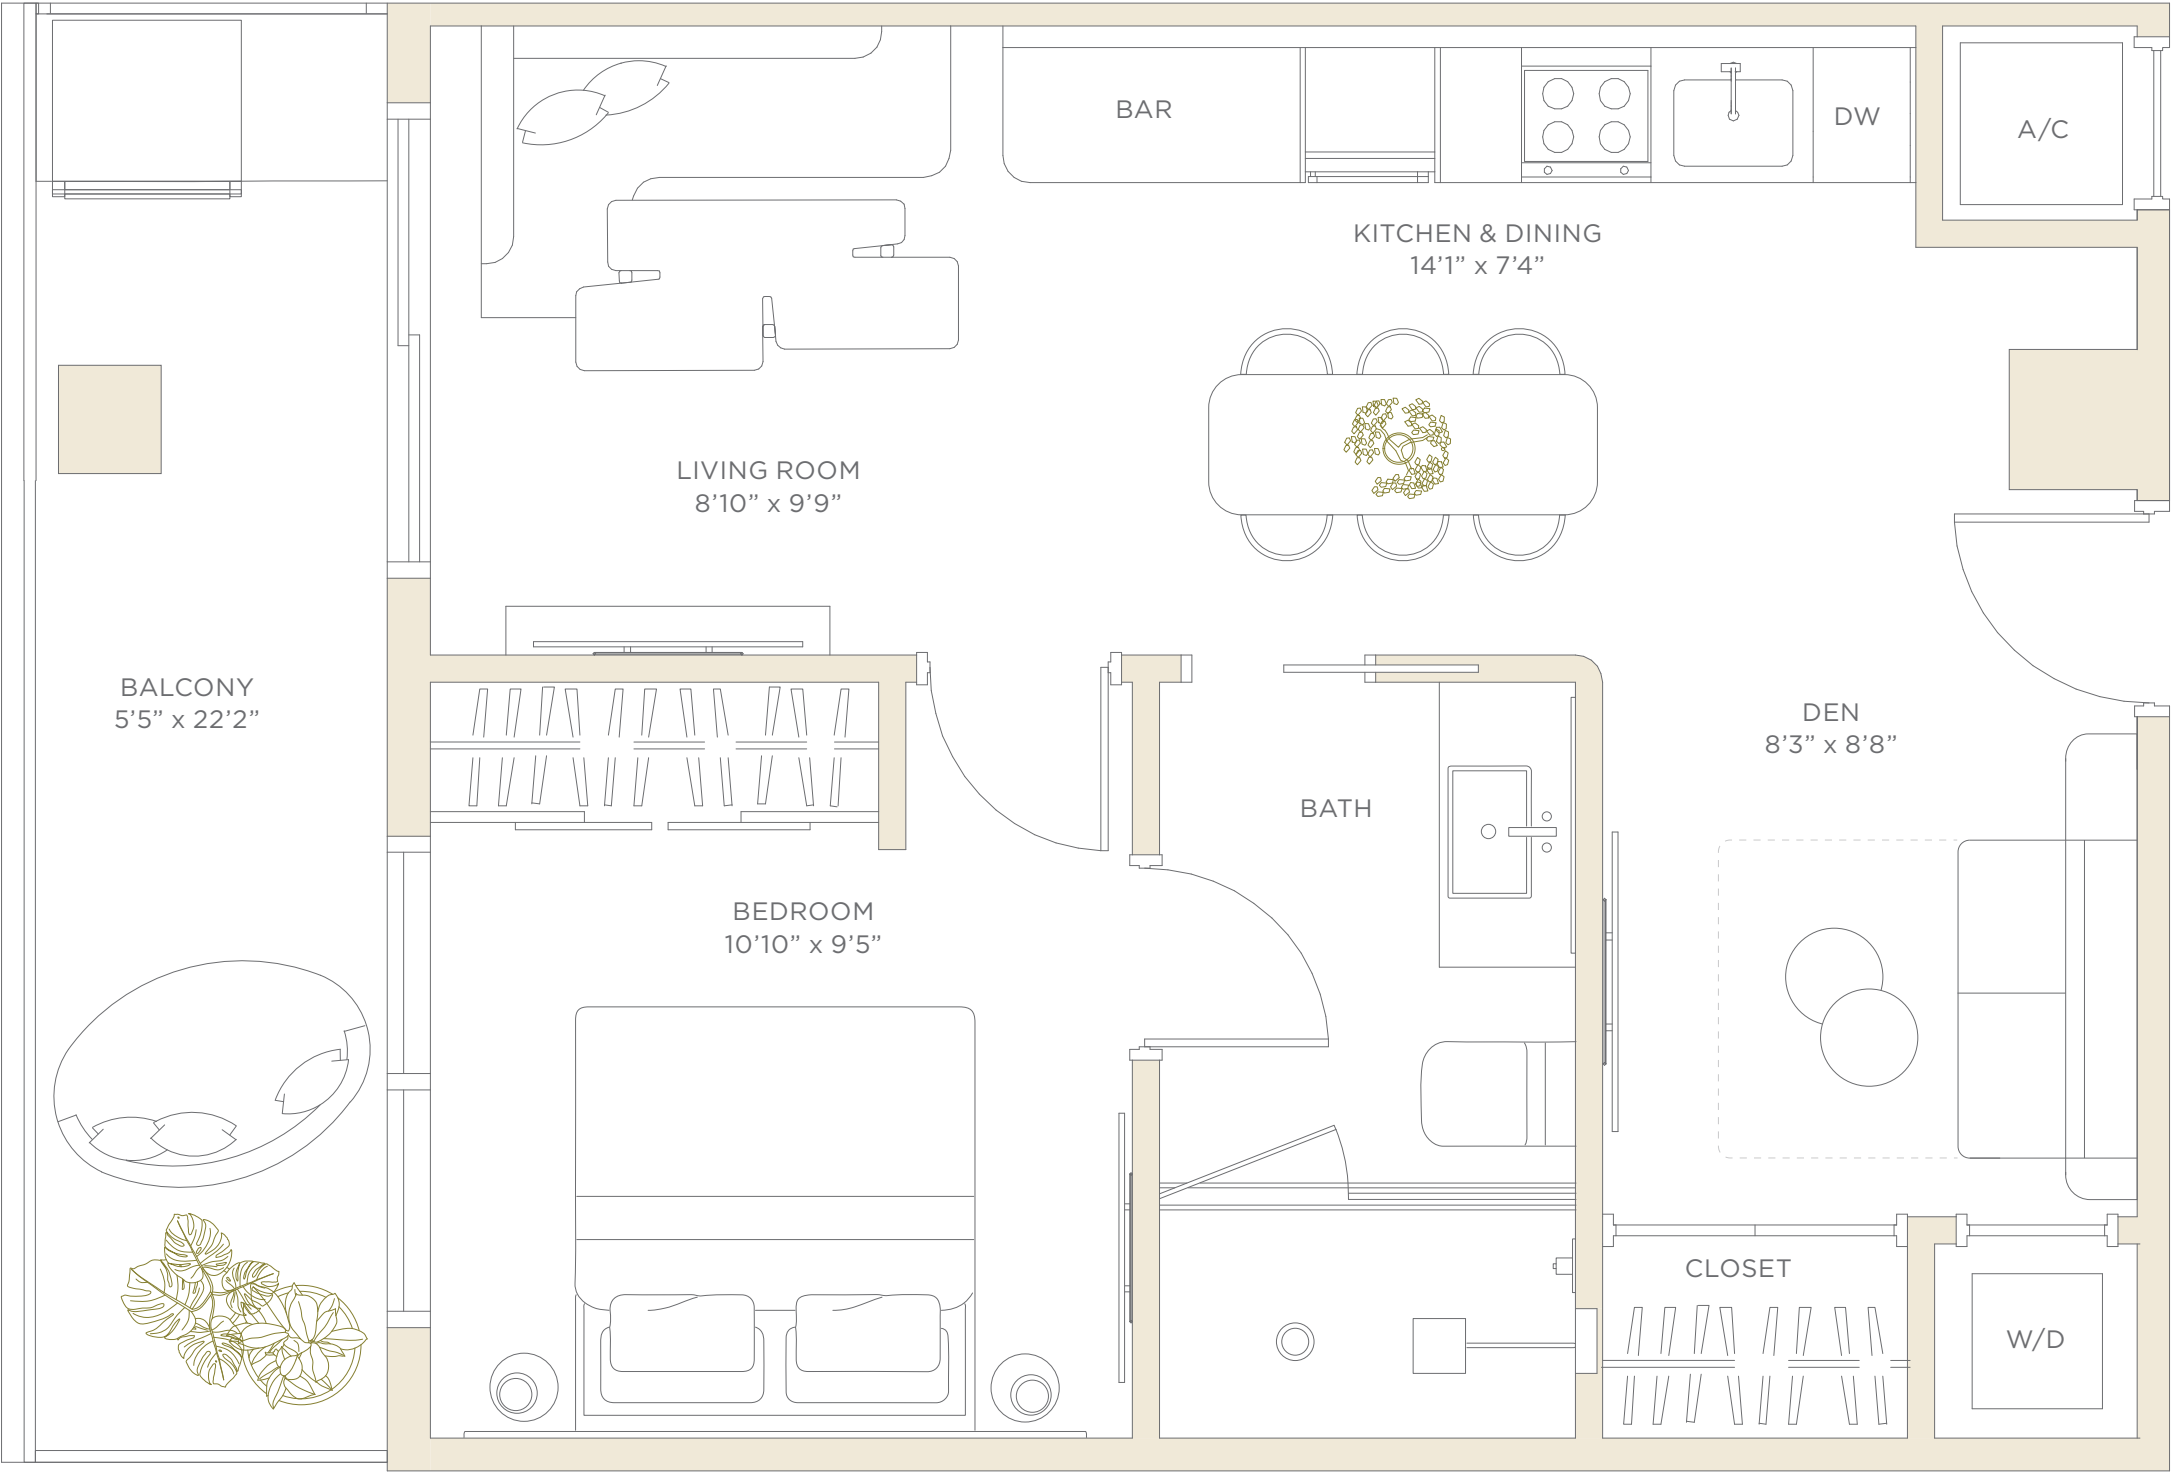 BAR
DW
A/C
KITCHEN & DINING
14’1” x 7’4”
LIVING ROOM
8’10” x 9’9”
BALCONY
5’5” x 22’2”
DEN
8’3” x 8’8”
BATH
BEDROOM
10’10” x 9’5”
CLOSET
W/D